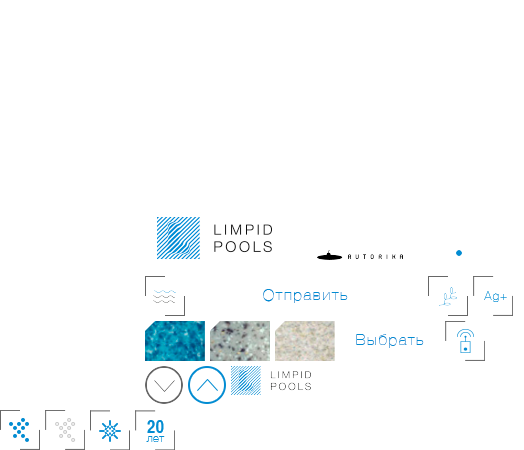 LIMPID
POOLS
AUTORIKA
Отправить
Ag+
Выбрать
LIMPID
POOLS
20
лет